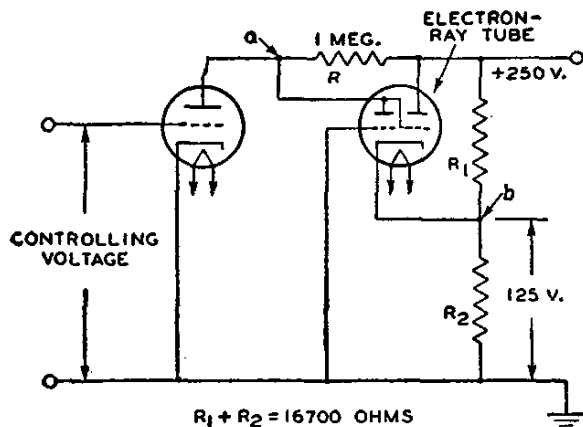 ELECTRON-
RAY TUBE
a
1 MEG.
R
+250 V.
R1
b
CONTROLLING
VOLTAGE
125 V.
R2
R1 + R2 = 16700 OHMS